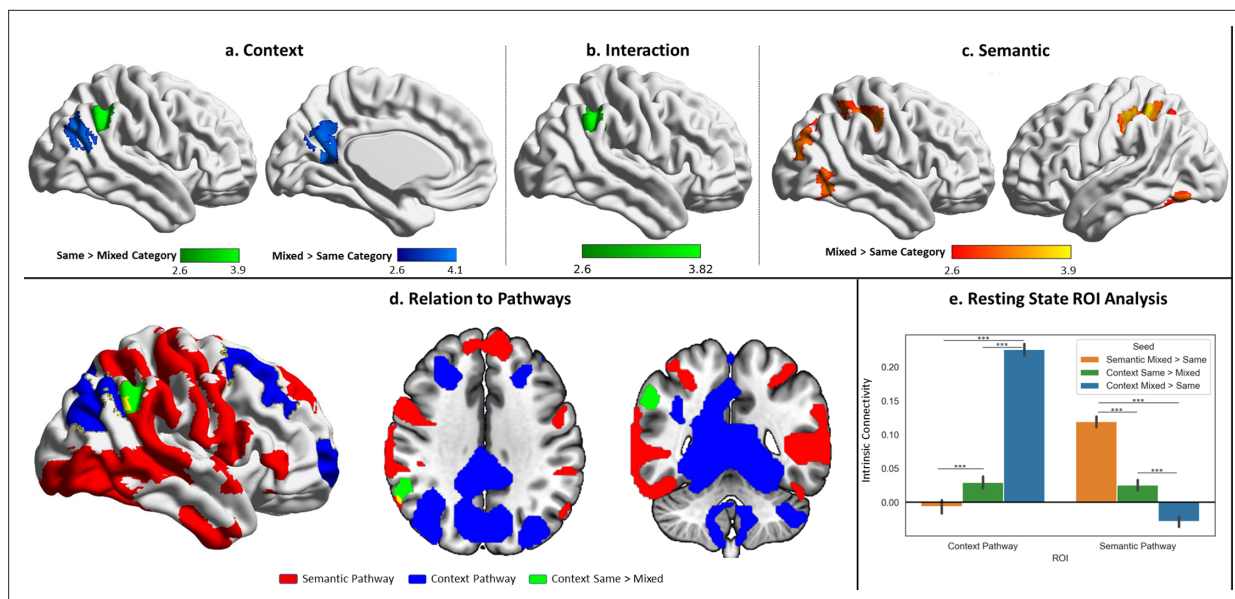 a. Context
b. Interaction
c. Semantic
Same > Mixed Category
2.6
3.9
Mixed > Same Category
2.6
4.1
2.6
3.82
Mixed > Same Category
2.6
3.9
d. Relation to Pathways
Semantic Pathway
Context Pathway
Context Same > Mixed
e. Resting State ROI Analysis
Intrinsic Connectivity
0.20
0.15
0.10
0.05
0.00
***
***
***
***
***
***
Seed
Semantic Mixed > Same
Context Same > Mixed
Context Mixed > Same
Context Pathway
Semantic Pathway
ROI